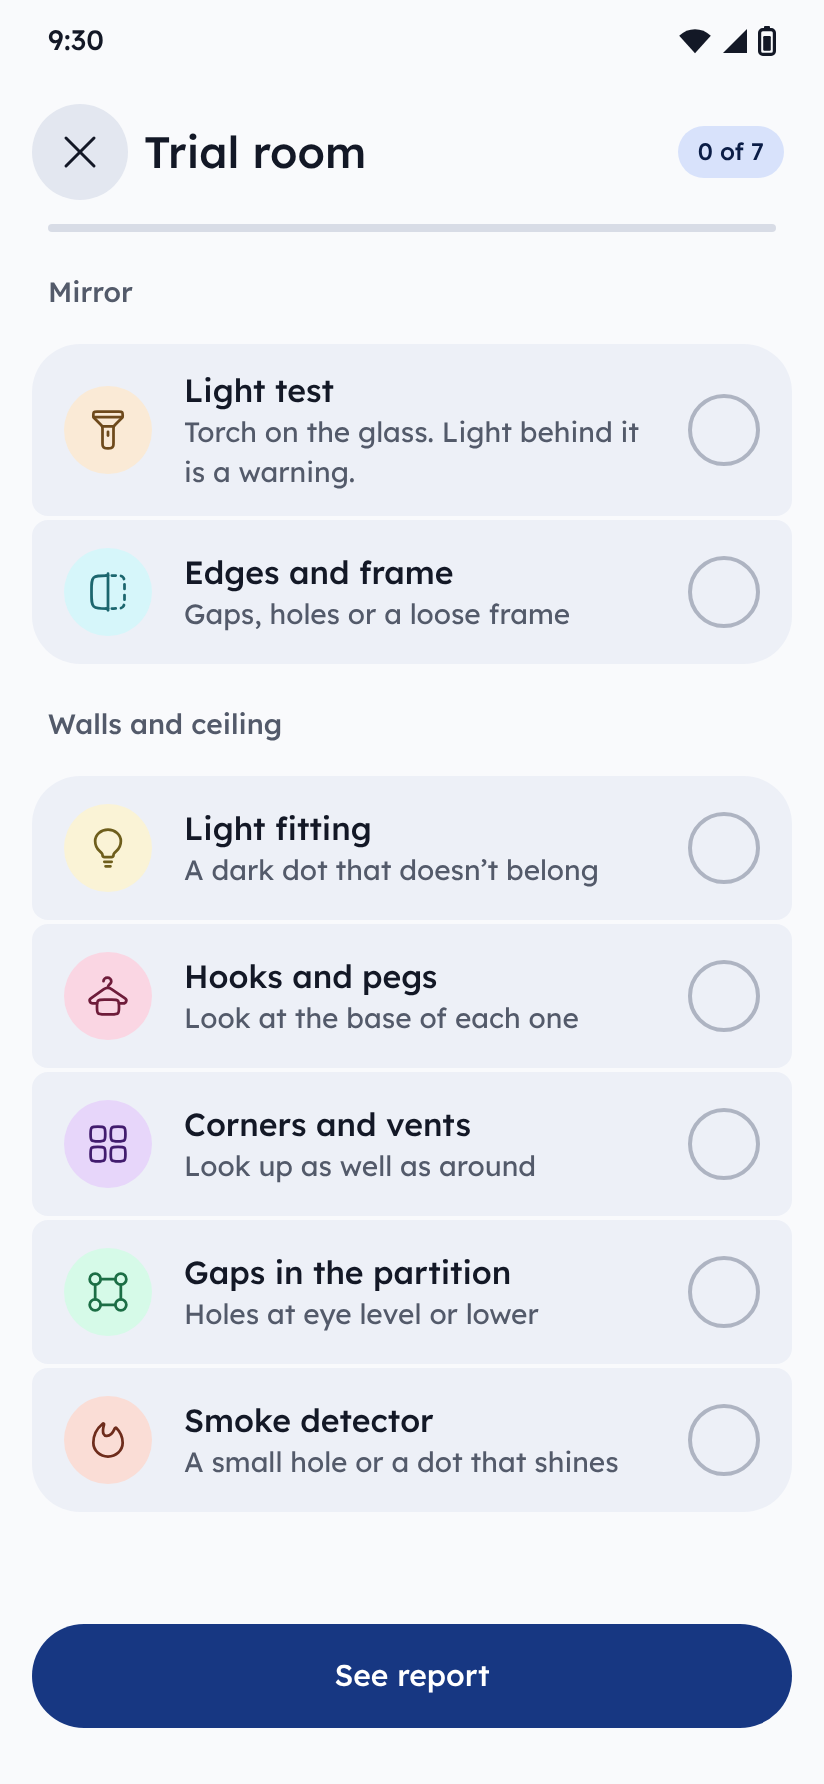 9:30
Trial room
0 of 7
Mirror
Light test
Torch on the glass. Light behind it
is a warning.
Edges and frame
Gaps, holes or a loose frame
Walls and ceiling
Light fitting
A dark dot that doesn’t belong
Hooks and pegs
Look at the base of each one
Corners and vents
Look up as well as around
Gaps in the partition
Holes at eye level or lower
Smoke detector
A small hole or a dot that shines
See report